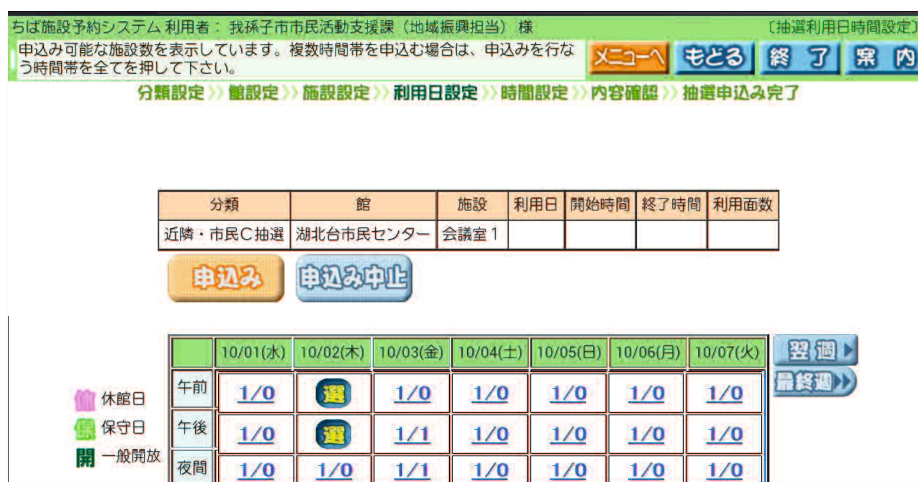 ちば施設予約システム 利用者： 我孫子市市民活動支援課（地域振興担当） 様 〔抽選利用日時間設定〕
申込み可能な施設数を表示しています。複数時間帯を申込む場合は、申込みを行な
う時間帯を全てを押して下さい。
メニューへ もどる 終 了 案 内
分類設定 》 館設定 》 施設設定 》 利用日設定 》 時間設定 》 内容確認 》 抽選申込み完了
分類 館 施設 利用日 開始時間 終了時間 利用面数
近隣・市民C抽選 湖北台市民センター 会議室１
申込み 申込み中止
10/01(水) 10/02(木) 10/03(金) 10/04(土) 10/05(日) 10/06(月) 10/07(火) 翌 週
午前 1/0 選 1/0 1/0 1/0 1/0 1/0 最終週
休館日
午後 1/0 選 1/1 1/0 1/0 1/0 1/0
保 保守日
開 一般開放
夜間 1/0 1/0 1/1 1/0 1/0 1/0 1/0